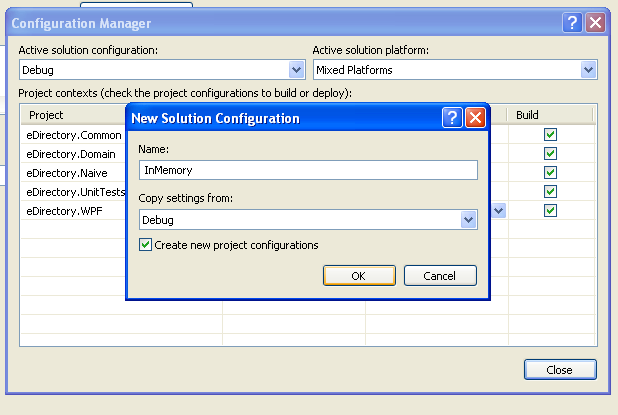 Configuration Manager
Active solution configuration: Active solution platform:
Debug Mixed Platforms
Project contexts (check the project configurations to build or deploy):
Project Build
New Solution Configuration
eDirectory.Common
eDirectory.Domain
eDirectory.Naive
eDirectory.UnitTests
eDirectory.WPF
Name:
InMemory
Copy settings from:
Debug
Create new project configurations
OK Cancel
Close